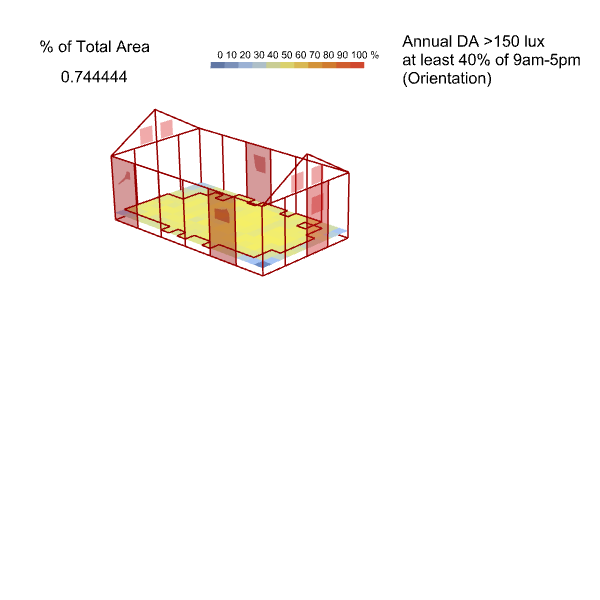 % of Total Area
0.744444
0 10 20 30 40 50 60 70 80 90 100 %
Annual DA >150 lux
at least 40% of 9am-5pm
(Orientation)